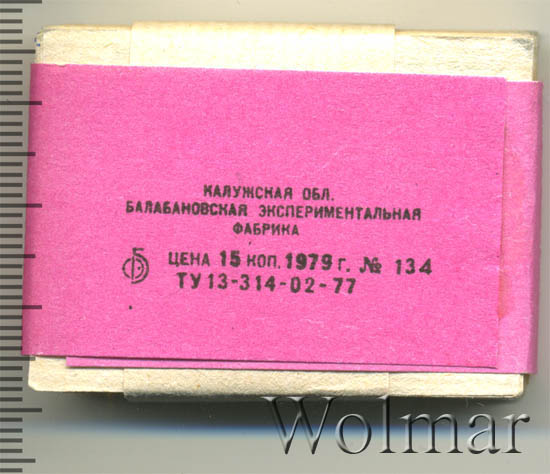 КАЛУЖСКАЯ ОБЛ.
БАЛАБАНОВСКАЯ ЭКСПЕРИМЕНТАЛЬНАЯ
ФАБРИКА
ЦЕНА 15 КОП. 1979 г. № 134
ТУ 13-314-02-77
Wolmar